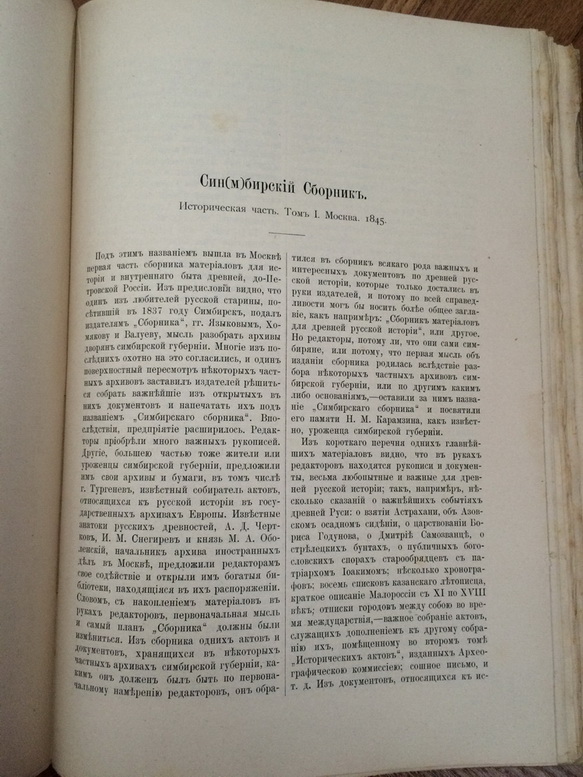 Син(м)бирскій Сборникъ.
Историческая часть. Томъ I. Москва. 1845.
Подъ этимъ названіемъ вышла въ Москвѣ
первая часть сборника матеріаловъ для ис-
торіи и внутренняго быта древней, до-Пе-
тровской Россіи. Изъ предисловія видно, что
одинъ изъ любителей русской старины, по-
сѣтившій въ 1837 году Симбирскъ, подалъ
издателямъ „Сборника“, гг. Языковымъ, Хо-
мякову и Валуеву, мысль разобрать архивы
дворянъ симбирской губерніи. Многіе изъ по-
слѣднихъ охотно на это согласились, и одинъ
поверхностный пересмотръ нѣкоторыхъ част-
ныхъ архивовъ заставилъ издателей рѣшить-
ся собрать важнѣйшіе изъ открытыхъ въ
нихъ документовъ и напечатать ихъ подъ
названіемъ „Симбирскаго сборника“. Впо-
слѣдствіи, предпріятіе расширилось. Редак-
торы пріобрѣли много важныхъ рукописей.
Другіе, большею частью тоже жители или
уроженцы симбирской губерніи, предложили
им свои архивы и бумаги, въ томъ числѣ
г. Тургеневъ, извѣстный собиратель актовъ,
относящихся къ русской исторіи въ госу-
дарственныхъ архивахъ Европы. Извѣстные
знатоки русскихъ древностей, А. Д. Черт-
ковъ, И. М. Снегиревъ и князь М. А. Обо-
ленскій, начальникъ архива иностранныхъ
дѣлъ въ Москвѣ, предложили редакторамъ
свое содѣйствіе и открыли имъ богатыя би-
бліотеки, находящіяся въ ихъ распоряженіи.
Словомъ, съ накопленіемъ матеріаловъ въ
рукахъ редакторовъ, первоначальная мысль
и самый планъ „Сборника“ должны были
измѣниться. Изъ сборника однихъ актовъ и
документовъ, хранящихся въ нѣкоторыхъ
частныхъ архивахъ симбирской губерніи, ка-
кимъ онъ долженъ былъ быть по первона-
чальному намѣренію редакторовъ, онъ обра-
тился въ сборникъ всякаго рода важныхъ и
интересныхъ документовъ по древней рус-
ской исторіи, которые только достались въ
руки издателей, и потому по всей справед-
ливости могъ бы носить болѣе общее загла-
віе, какъ напримѣръ: „Сборникъ матеріаловъ
для древней русской исторіи“, или другое.
Но редакторы, потому ли, что они сами сим-
биряне, или потому, что первая мысль объ
изданіи сборника родилась вслѣдствіе раз-
бора нѣкоторыхъ частныхъ архивовъ сим-
бирской губерніи, или по другимъ какимъ
либо основаніямъ,—оставили за нимъ назва-
ніе „Симбирскаго сборника“ и посвятили
его памяти Н. М. Карамзина, какъ извѣст-
но, уроженца симбирской губерніи.
Изъ короткаго перечня однихъ главнѣй-
шихъ матеріаловъ видно, что въ рукахъ
редакторовъ находятся рукописи и докумен-
ты, весьма любопытные и важные для древ-
ней русской исторіи; такъ, напримѣръ, нѣ-
сколько сказаній о важнѣйшихъ событіяхъ
древней Руси: о взятіи Астрахани, объ Азов-
скомъ осадномъ сидѣніи, о царствованіи Бо-
риса Годунова, о Дмитріѣ Самозванцѣ, о
стрѣлецкихъ бунтахъ, о публичныхъ бого-
словскихъ спорахъ старообрядцевъ съ па-
тріархомъ Іоакимомъ; нѣсколько хроногра-
фовъ; восемь списковъ казанскаго лѣтописца,
краткое описаніе Малороссіи съ XI по XVIII
вѣкъ; отписки городовъ между собою во вре-
мя междуцарствія,—важное собраніе актовъ,
служащихъ дополненіемъ къ другому собра-
нію ихъ, помѣщенному во второмъ томѣ
„Историческихъ актовъ“, изданныхъ Архео-
графическою коммиссіею; сошное письмо, и
т. д. Изъ документовъ, относящихся къ ис-